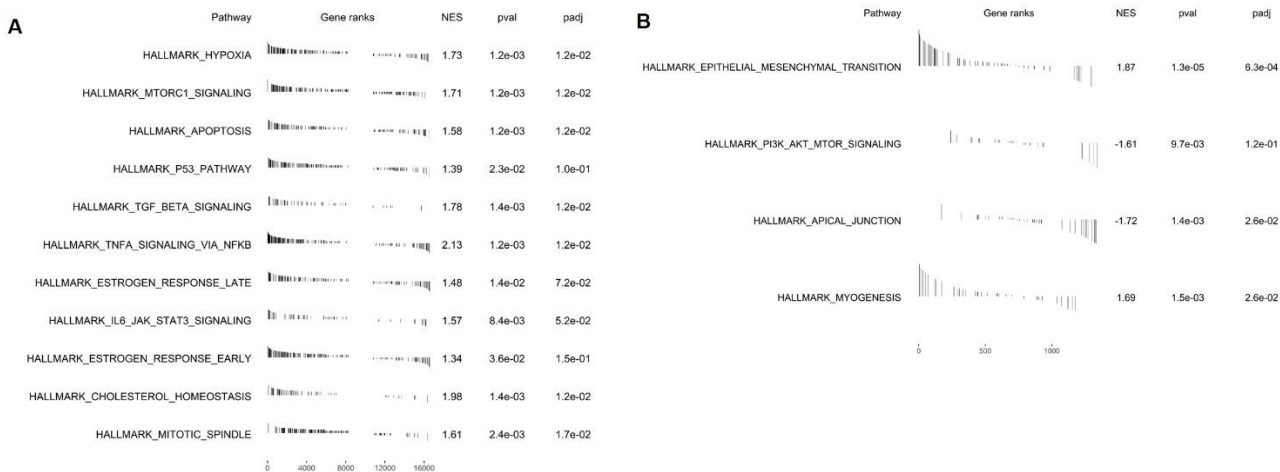 A
Pathway Gene ranks NES pval padj
HALLMARK_HYPOXIA 1.73 1.2e-03 1.2e-02
HALLMARK_MTORC1_SIGNALING 1.71 1.2e-03 1.2e-02
HALLMARK_APOPTOSIS 1.58 1.2e-03 1.2e-02
HALLMARK_P53_PATHWAY 1.39 2.3e-02 1.0e-01
HALLMARK_TGF_BETA_SIGNALING 1.78 1.4e-03 1.2e-02
HALLMARK_TNFA_SIGNALING_VIA_NFKB 2.13 1.2e-03 1.2e-02
HALLMARK_ESTROGEN_RESPONSE_LATE 1.48 1.4e-02 7.2e-02
HALLMARK_IL6_JAK_STAT3_SIGNALING 1.57 8.4e-03 5.2e-02
HALLMARK_ESTROGEN_RESPONSE_EARLY 1.34 3.6e-02 1.5e-01
HALLMARK_CHOLESTEROL_HOMEOSTASIS 1.98 1.4e-03 1.2e-02
HALLMARK_MITOTIC_SPINDLE 1.61 2.4e-03 1.7e-02
0 4000 8000 12000 16000
B
Pathway Gene ranks NES pval padj
HALLMARK_EPITHELIAL_MESENCHYMAL_TRANSITION 1.87 1.3e-05 6.3e-04
HALLMARK_PI3K_AKT_MTOR_SIGNALING -1.61 9.7e-03 1.2e-01
HALLMARK_APICAL_JUNCTION -1.72 1.4e-03 2.6e-02
HALLMARK_MYOGENESIS 1.69 1.5e-03 2.6e-02
0 500 1000